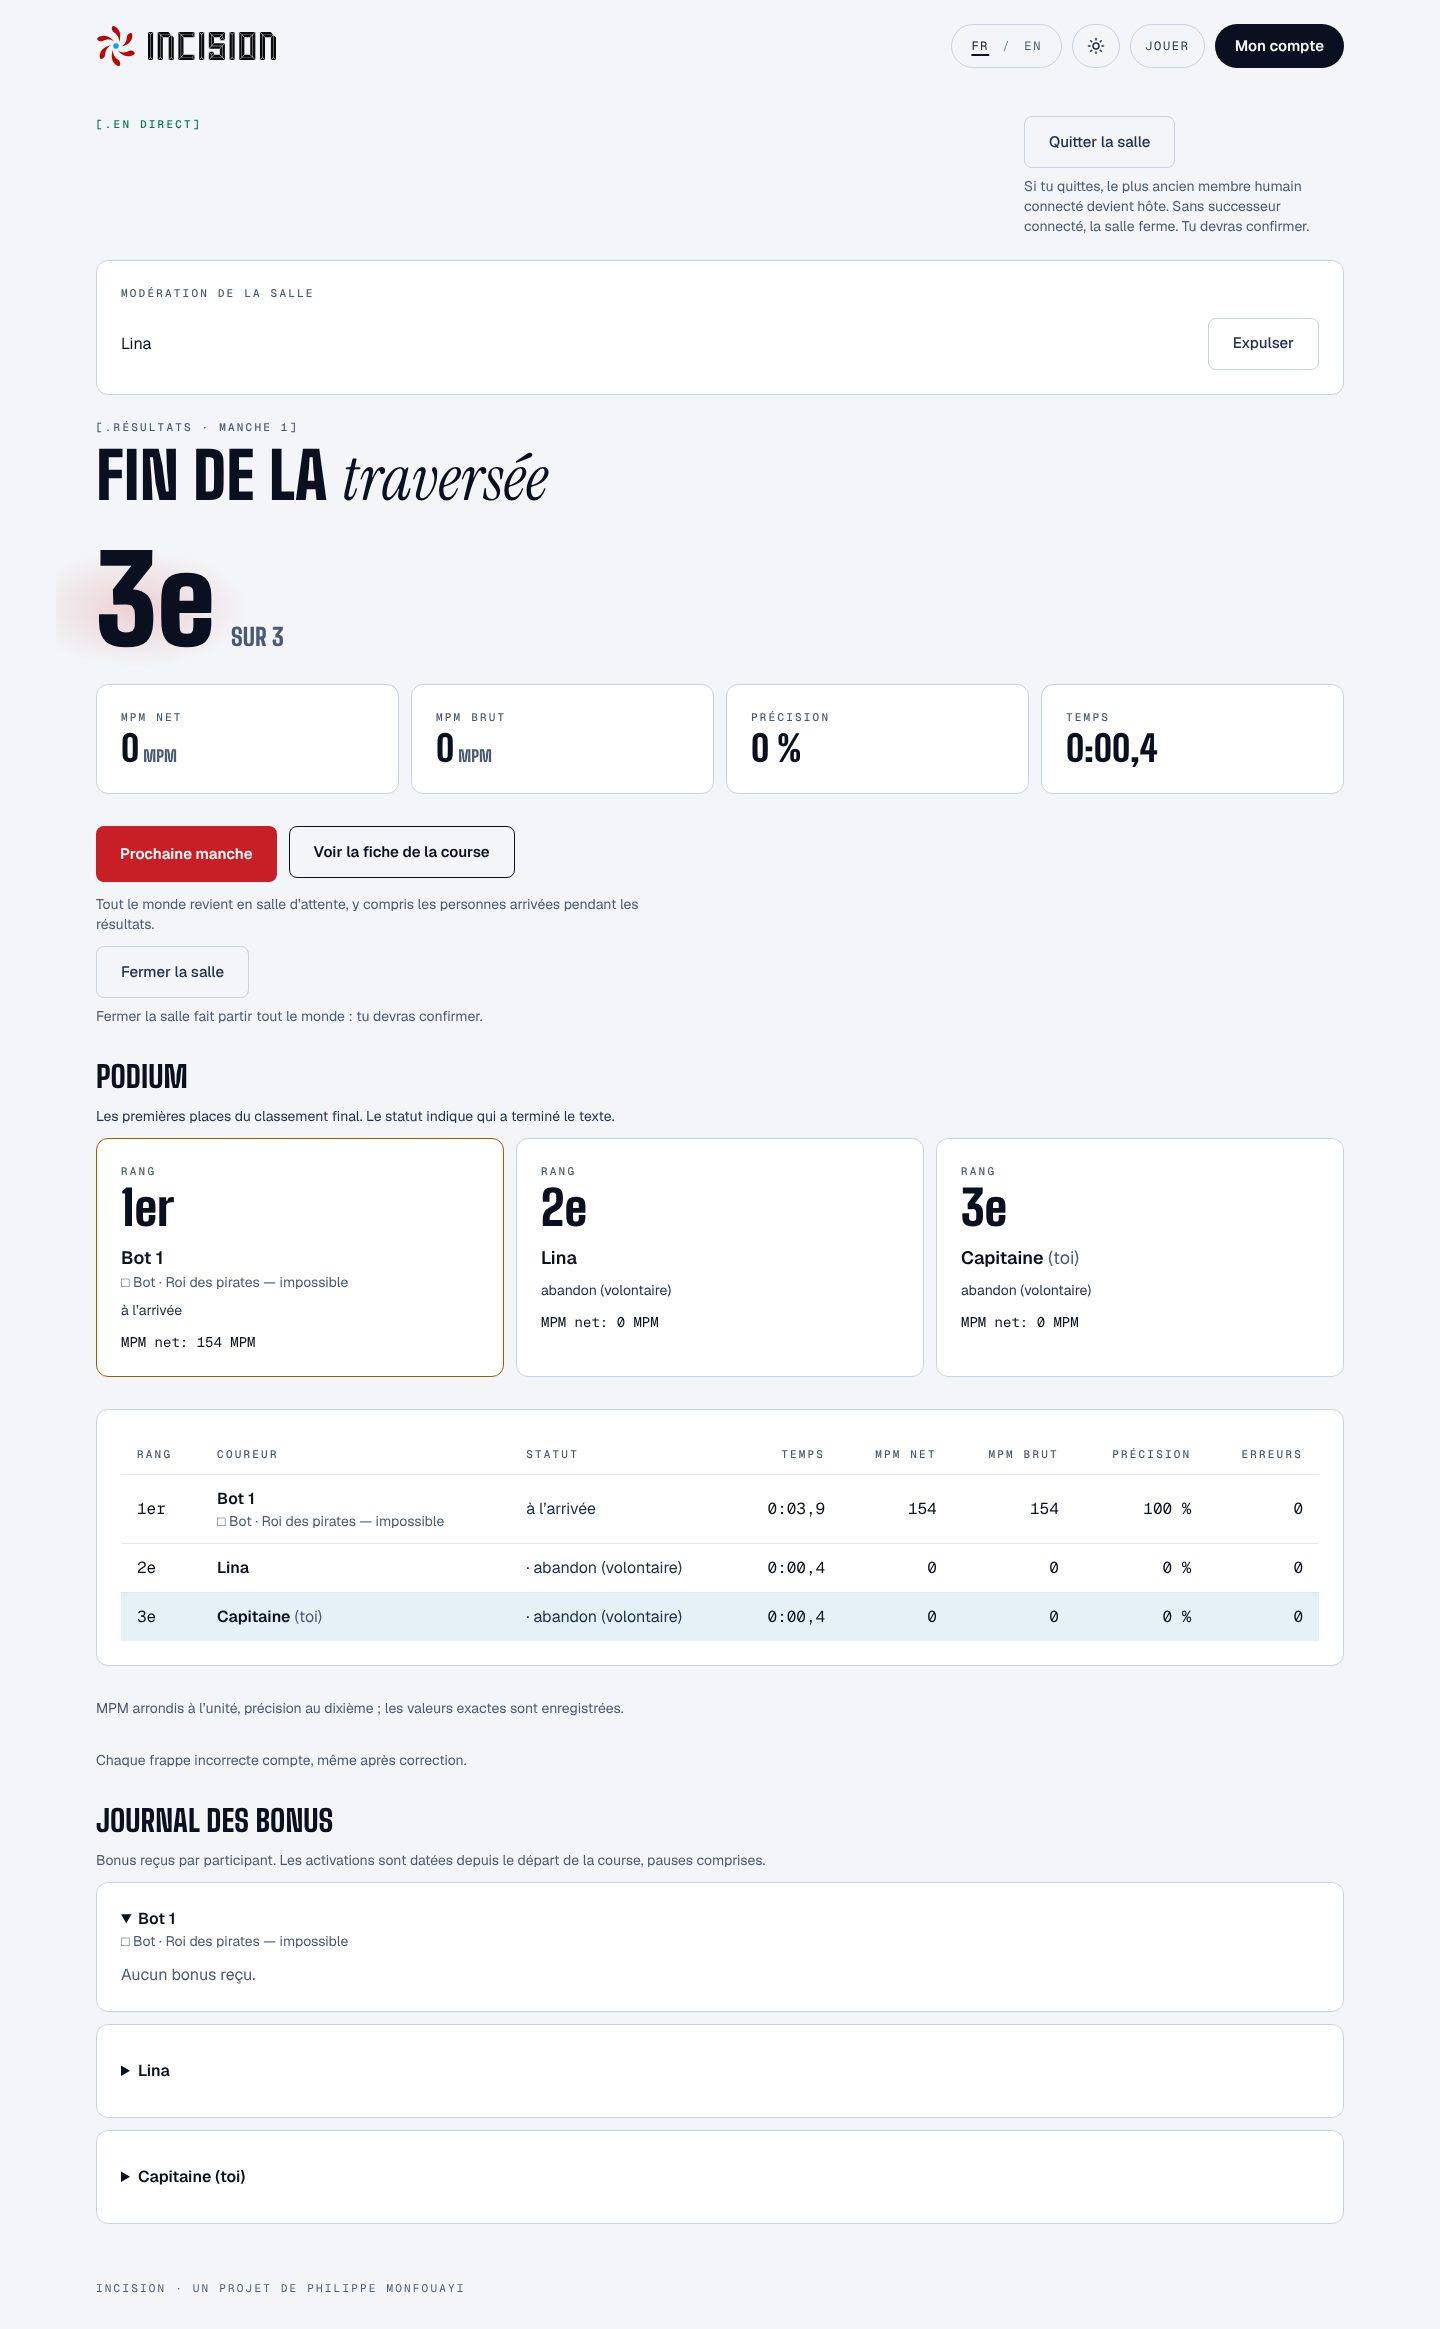 INCISION
FR / EN
JOUER
Mon compte
[.EN DIRECT]
Quitter la salle
Si tu quittes, le plus ancien membre humain
connecté devient hôte. Sans successeur
connecté, la salle ferme. Tu devras confirmer.
MODÉRATION DE LA SALLE
Lina
Expulser
[.RÉSULTATS · MANCHE 1]
FIN DE LA traversée
3e SUR 3
MPM NET
0 MPM
MPM BRUT
0 MPM
PRÉCISION
0 %
TEMPS
0:00,4
Prochaine manche
Voir la fiche de la course
Tout le monde revient en salle d’attente, y compris les personnes arrivées pendant les
résultats.
Fermer la salle
Fermer la salle fait partir tout le monde : tu devras confirmer.
PODIUM
Les premières places du classement final. Le statut indique qui a terminé le texte.
RANG
1er
Bot 1
□ Bot · Roi des pirates — impossible
à l’arrivée
MPM net: 154 MPM
RANG
2e
Lina
abandon (volontaire)
MPM net: 0 MPM
RANG
3e
Capitaine (toi)
abandon (volontaire)
MPM net: 0 MPM
RANG COUREUR STATUT TEMPS MPM NET MPM BRUT PRÉCISION ERREURS
1er Bot 1 à l’arrivée 0:03,9 154 154 100 % 0
□ Bot · Roi des pirates — impossible
2e Lina · abandon (volontaire) 0:00,4 0 0 0 % 0
3e Capitaine (toi) · abandon (volontaire) 0:00,4 0 0 0 % 0
MPM arrondis à l’unité, précision au dixième ; les valeurs exactes sont enregistrées.
Chaque frappe incorrecte compte, même après correction.
JOURNAL DES BONUS
Bonus reçus par participant. Les activations sont datées depuis le départ de la course, pauses comprises.
▼ Bot 1
□ Bot · Roi des pirates — impossible
Aucun bonus reçu.
▶ Lina
▶ Capitaine (toi)
INCISION · UN PROJET DE PHILIPPE MONFOUAYI